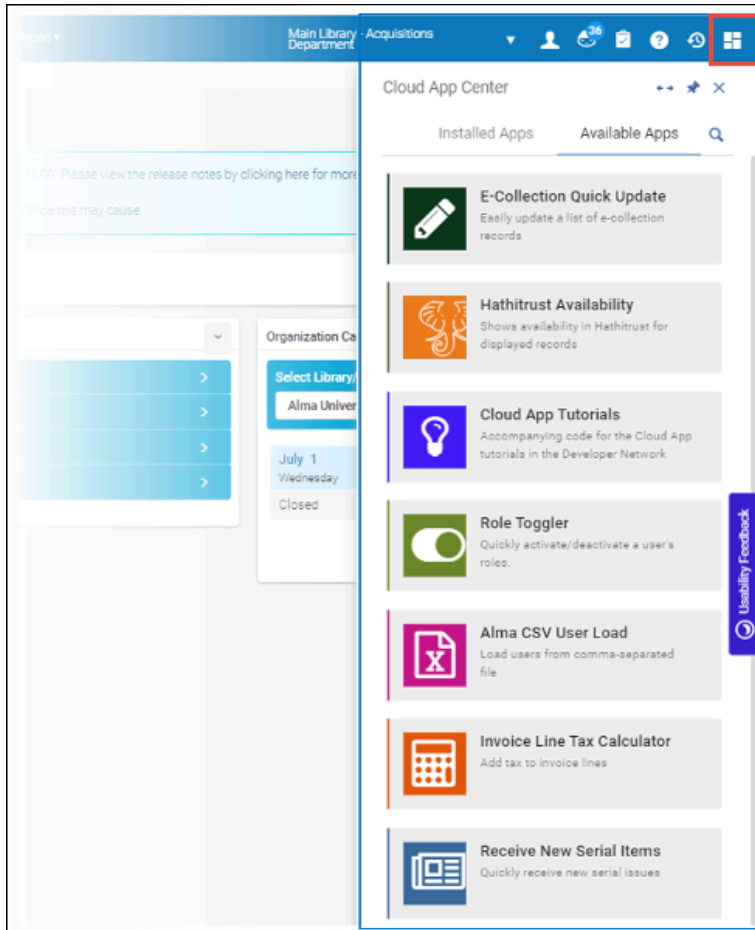 Main Library - Acquisitions
Department
36
Cloud App Center
Installed Apps
Available Apps
11:00. Please view the release notes by clicking here for more
ence this may cause.
E-Collection Quick Update
Easily update a list of e-collection
records
Hathitrust Availability
Shows availability in Hathitrust for
displayed records
Organization Ca
Select Library/
Alma Univer
July 1
Wednesday
Closed
Cloud App Tutorials
Accompanying code for the Cloud App
tutorials in the Developer Network
Role Toggler
Quickly activate/deactivate a user's
roles.
Usability Feedback
Alma CSV User Load
Load users from comma-separated
file
Invoice Line Tax Calculator
Add tax to invoice lines
Receive New Serial Items
Quickly receive new serial issues